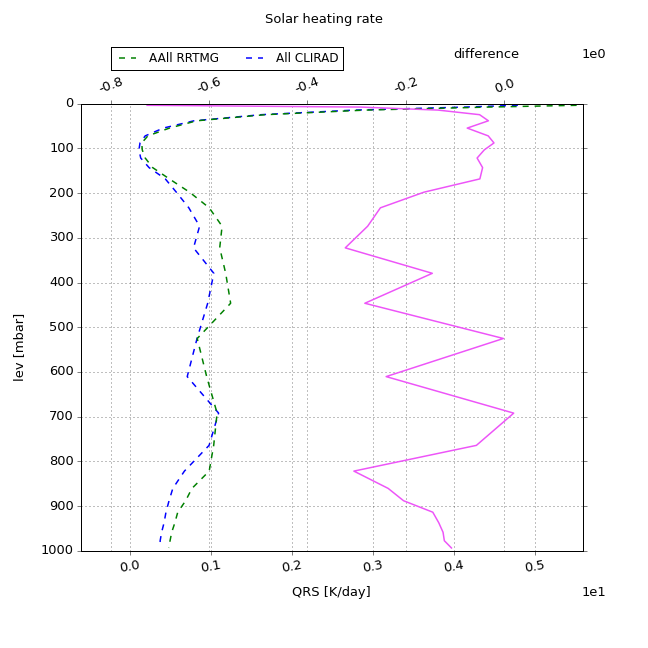 Solar heating rate
AAll RRTMG All CLIRAD
difference 1e0
-0.8 -0.6 -0.4 -0.2 0.0
0
100
200
300
400
500
600
700
800
900
1000
lev [mbar]
0.0 0.1 0.2 0.3 0.4 0.5
QRS [K/day] 1e1